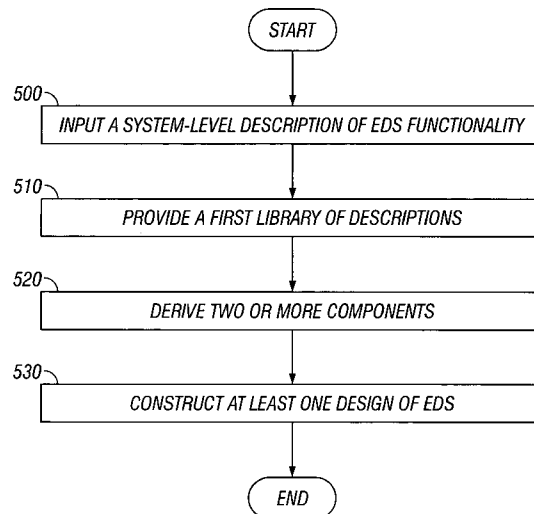 START
500
INPUT A SYSTEM-LEVEL DESCRIPTION OF EDS FUNCTIONALITY
510
PROVIDE A FIRST LIBRARY OF DESCRIPTIONS
520
DERIVE TWO OR MORE COMPONENTS
530
CONSTRUCT AT LEAST ONE DESIGN OF EDS
END